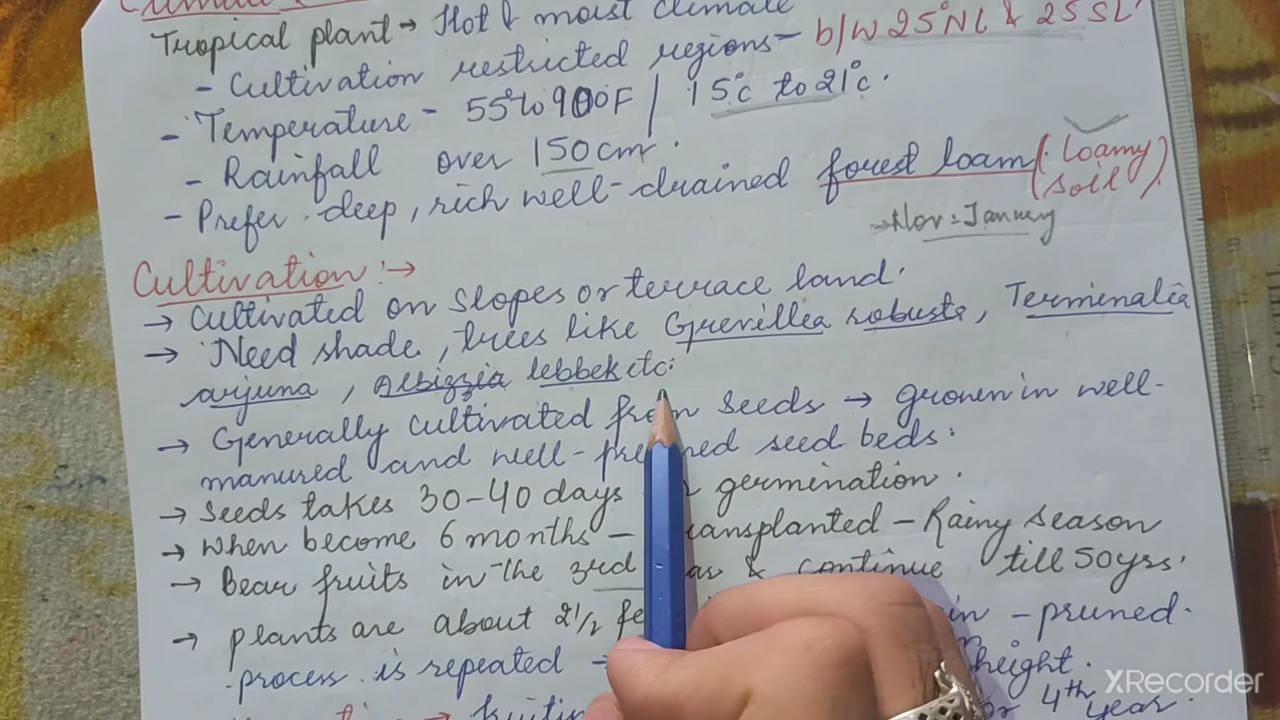 Tropical plant → Hot & moist climate
- Cultivation restricted regions - b/w 25°NL & 25°SL
- Temperature - 55° to 90°F / 15°c to 21°c.
- Rainfall over 150cm.
- Prefer deep, rich well-drained forest loam (Loamy soil).
→ Nov - January
Cultivation :→
→ Cultivated on slopes or terrace land.
→ Need shade, trees like Grevillea robusta, Terminalia
arjuna, Albizzia lebbek etc.
→ Generally cultivated from seeds → grown in well-
manured and well- seed beds.
→ Seeds takes 30-40 days germination.
→ When become 6 months - transplanted - Rainy season
→ Bear fruits in the 3rd & continue till 50yrs.
→ plants are about 2½ - pruned.
process is repeated - height.
→ 4th year.
XRecorder